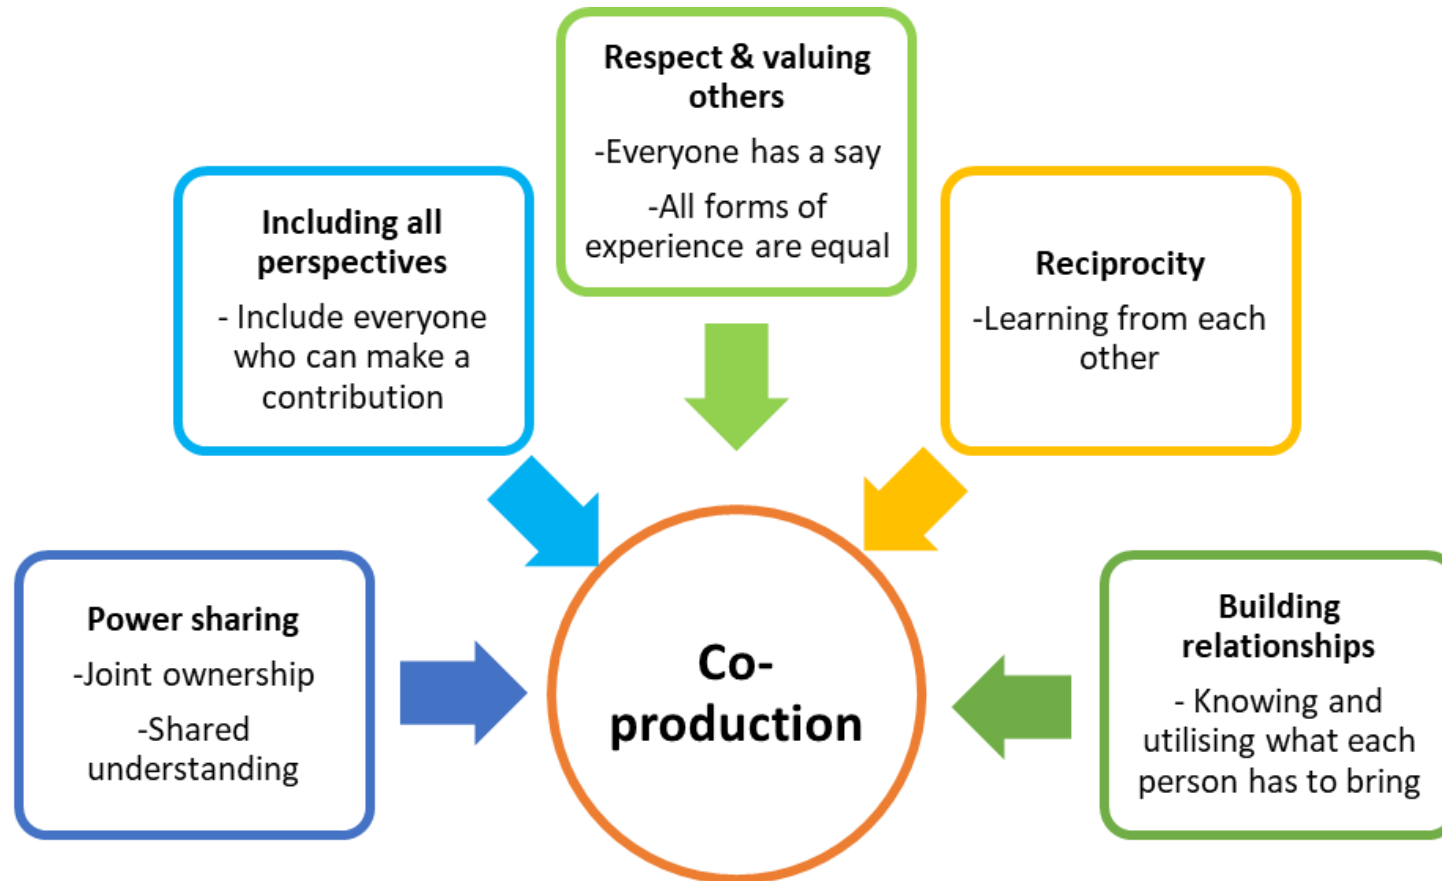 Respect & valuing
others
-Everyone has a say
-All forms of
experience are equal
Including all
perspectives
- Include everyone
who can make a
contribution
Reciprocity
-Learning from each
other
Power sharing
-Joint ownership
-Shared
understanding
Co-
production
Building
relationships
- Knowing and
utilising what each
person has to bring